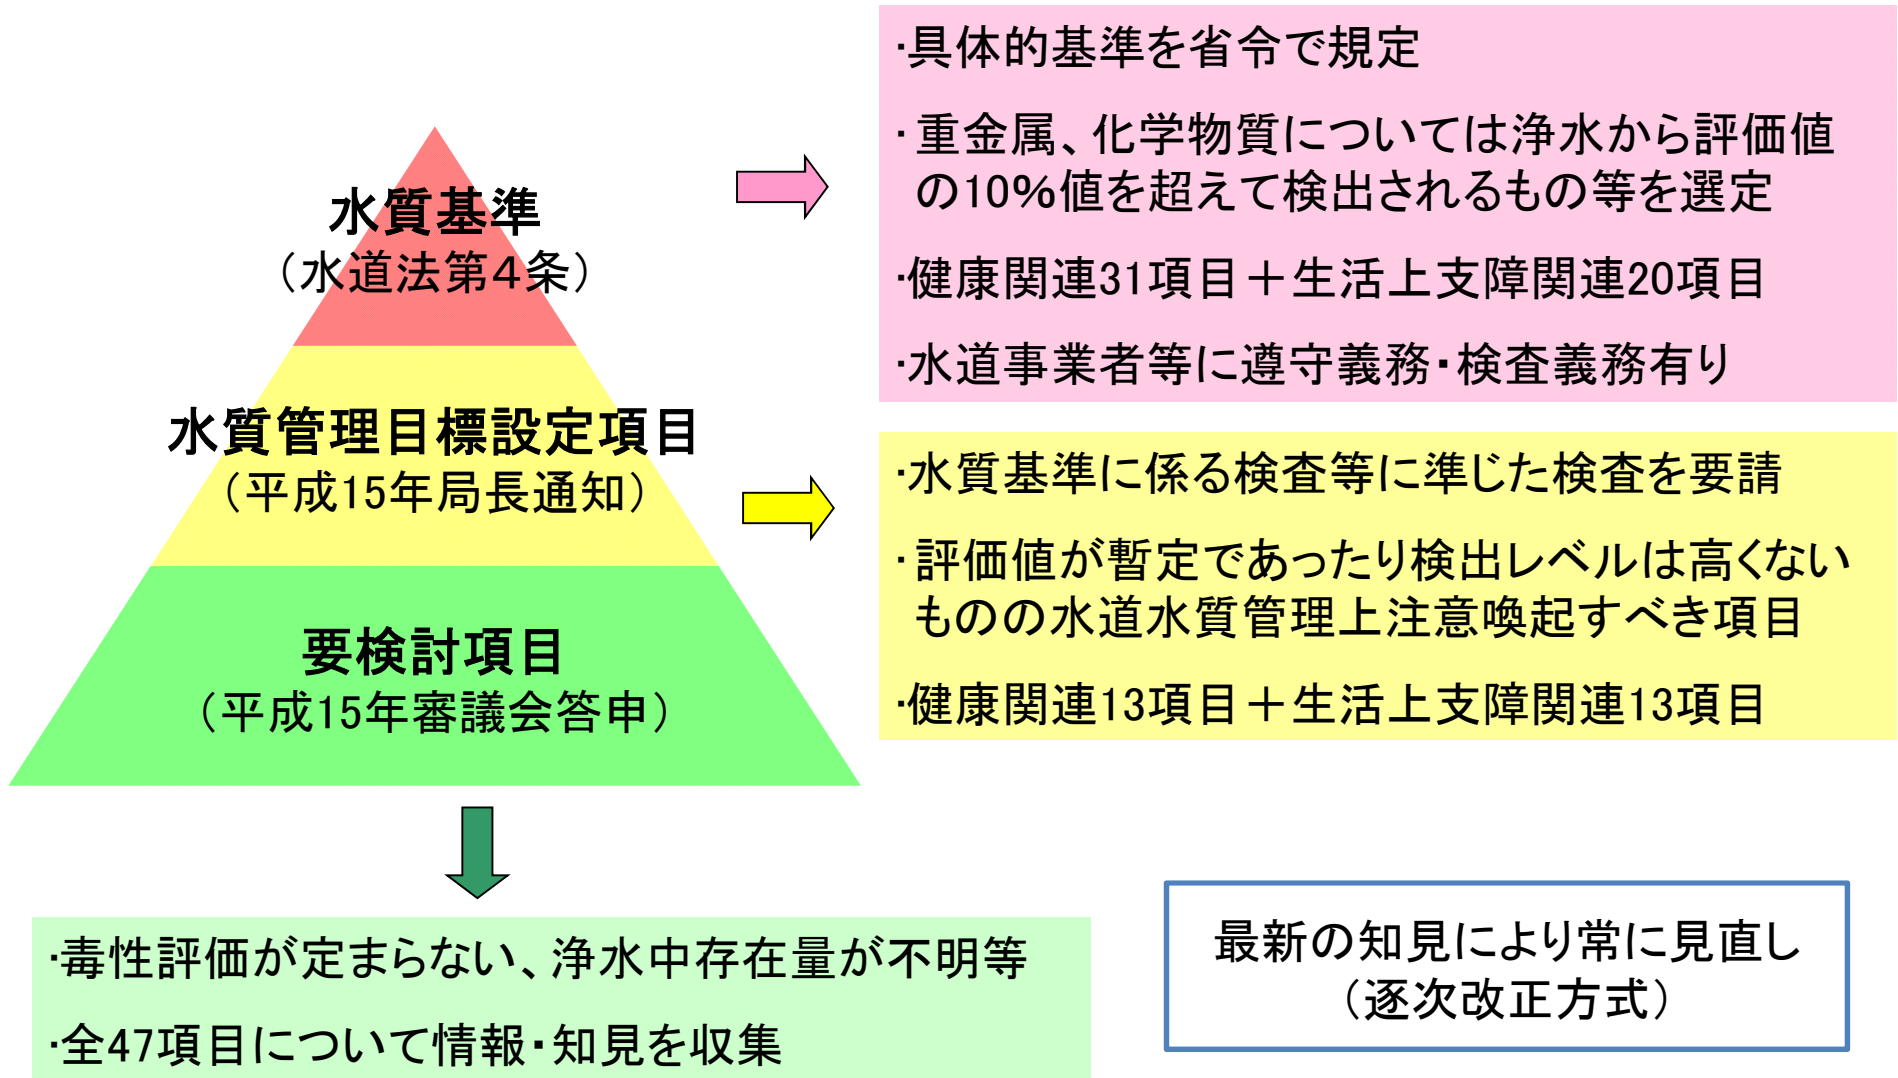 水質基準
（水道法第４条）
水質管理目標設定項目
（平成15年局長通知）
要検討項目
（平成15年審議会答申）
・具体的基準を省令で規定
・重金属、化学物質については浄水から評価値
の10％値を超えて検出されるもの等を選定
・健康関連31項目＋生活上支障関連20項目
・水道事業者等に遵守義務・検査義務有り
・水質基準に係る検査等に準じた検査を要請
・評価値が暫定であったり検出レベルは高くない
ものの水道水質管理上注意喚起すべき項目
・健康関連13項目＋生活上支障関連13項目
・毒性評価が定まらない、浄水中存在量が不明等
・全47項目について情報・知見を収集
最新の知見により常に見直し
（逐次改正方式）